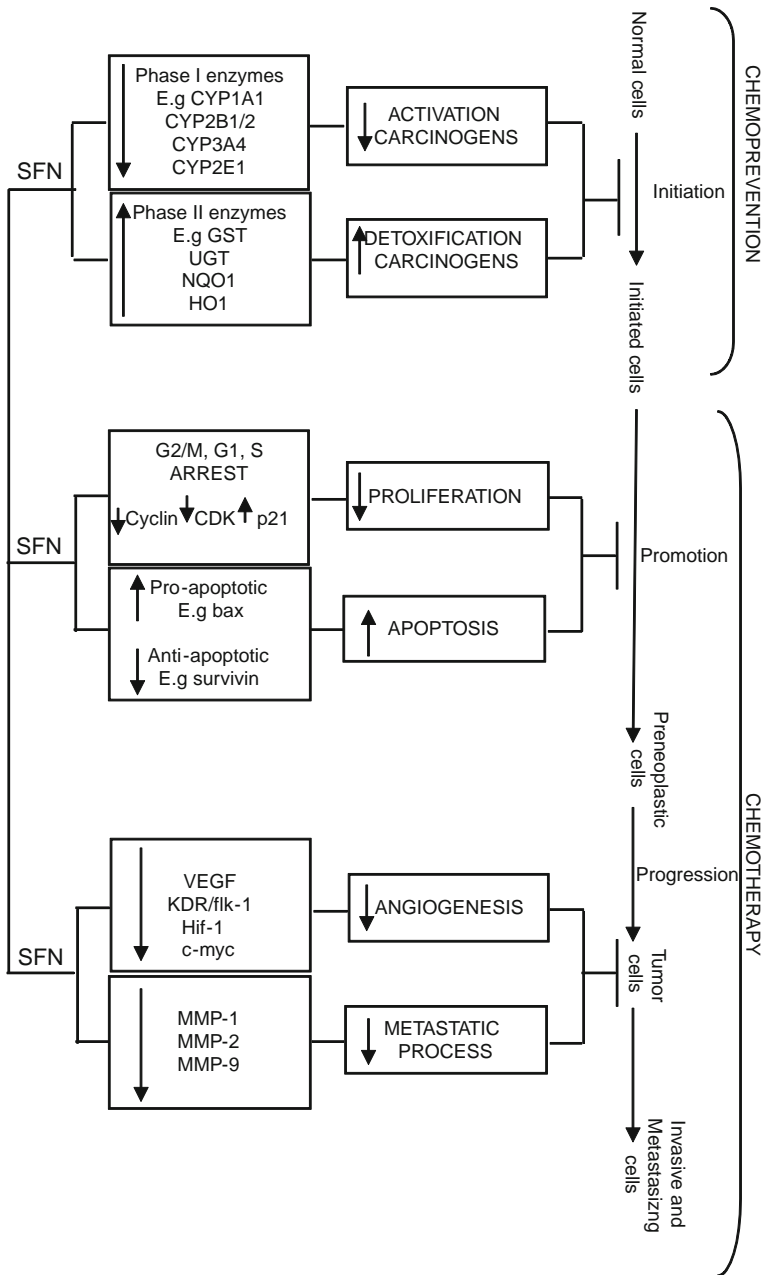 SFN
Phase I enzymes
E.g CYP1A1
CYP2B1/2
CYP3A4
CYP2E1
Phase II enzymes
E.g GST
UGT
NQO1
HO1
ACTIVATION
CARCINOGENS
DETOXIFICATION
CARCINOGENS
Normal cells
Initiation
Initiated cells
CHEMOPREVENTION
SFN
G2/M, G1, S
ARREST
Cyclin CDK p21
Pro-apoptotic
E.g bax
Anti-apoptotic
E.g survivin
PROLIFERATION
APOPTOSIS
Promotion
Preneoplastic
cells
SFN
VEGF
KDR/flk-1
Hif-1
c-myc
MMP-1
MMP-2
MMP-9
ANGIOGENESIS
METASTATIC
PROCESS
Progression
Tumor
cells
Invasive and
Metastasizng
cells
CHEMOTHERAPY